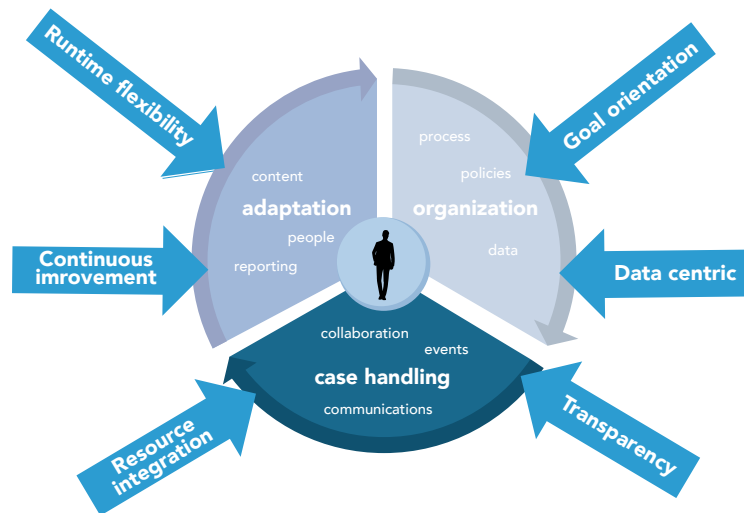 Runtime flexibility
Goal orientation
process
content
policies
adaptation
organization
people
data
reporting
Continuous
imrovement
Data centric
collaboration
events
case handling
communications
Resource
integration
Transparency